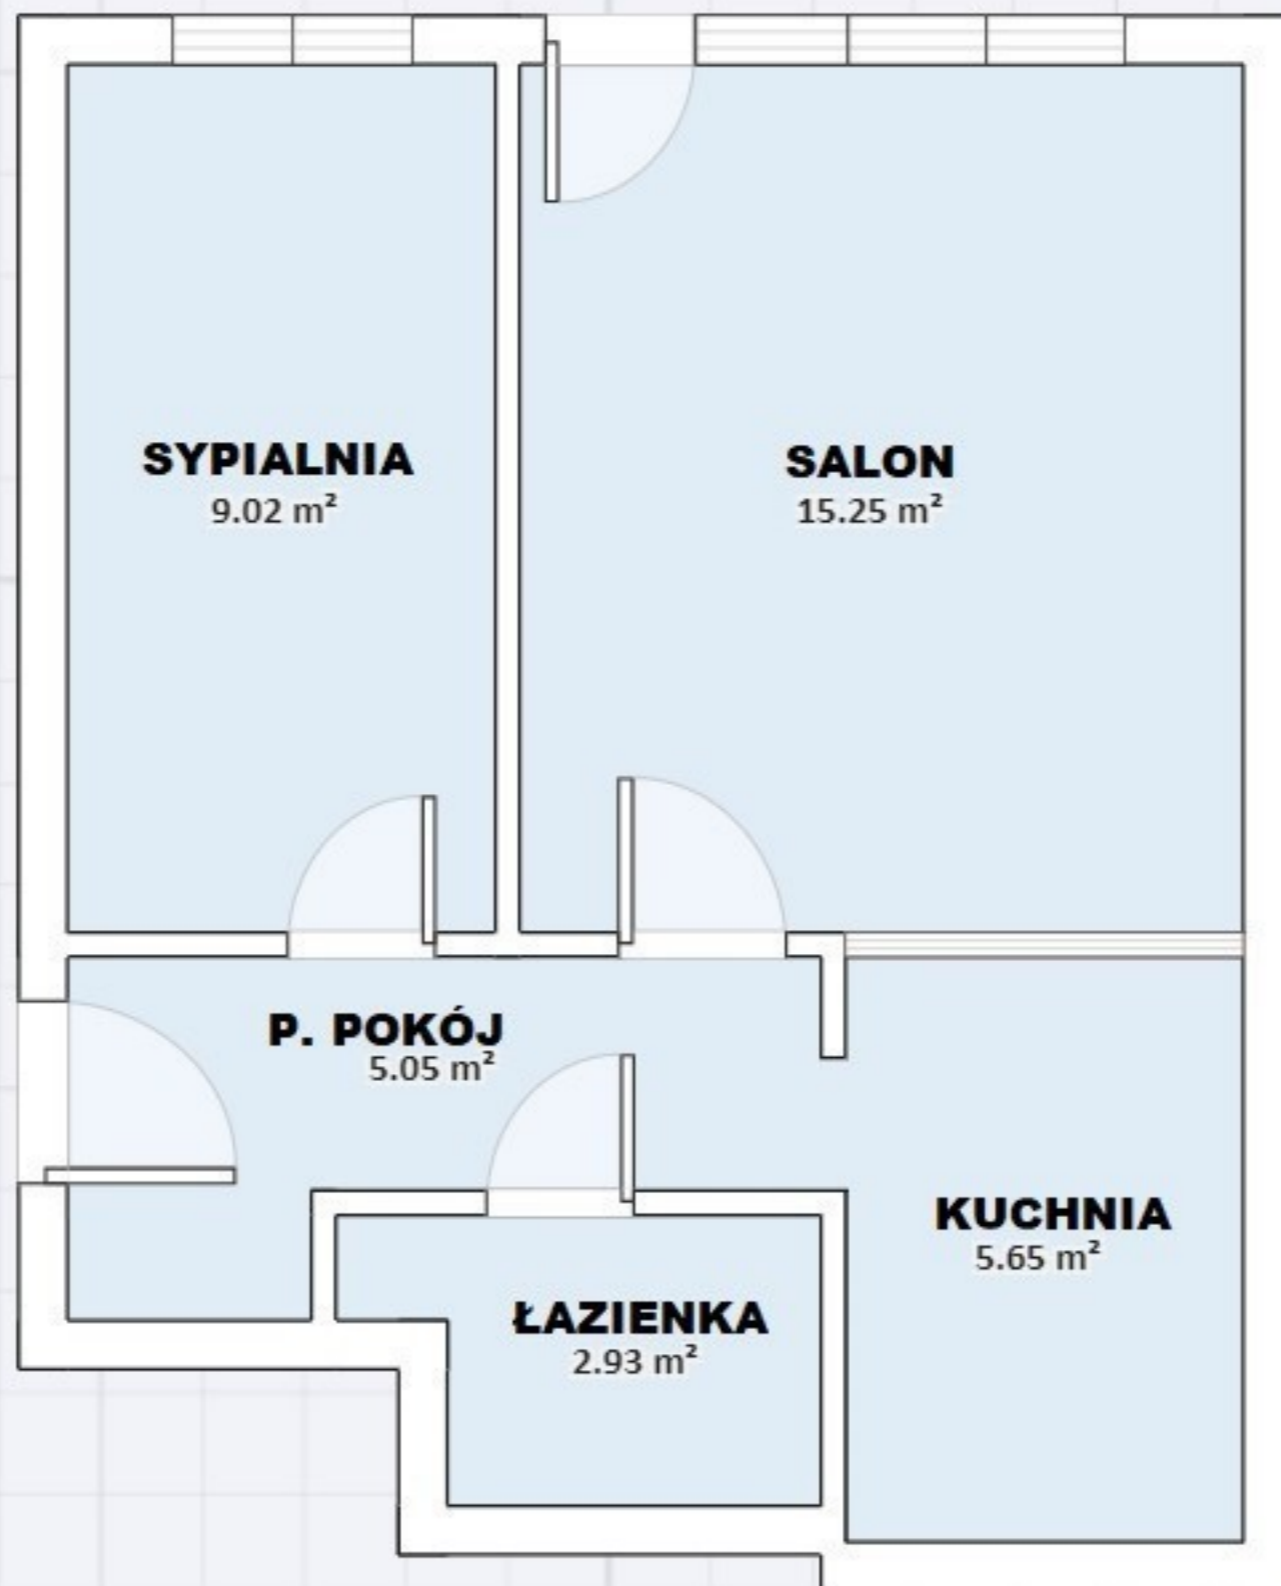 SYPIALNIA
9.02 m²
SALON
15.25 m²
P. POKÓJ
5.05 m²
KUCHNIA
5.65 m²
ŁAZIENKA
2.93 m²